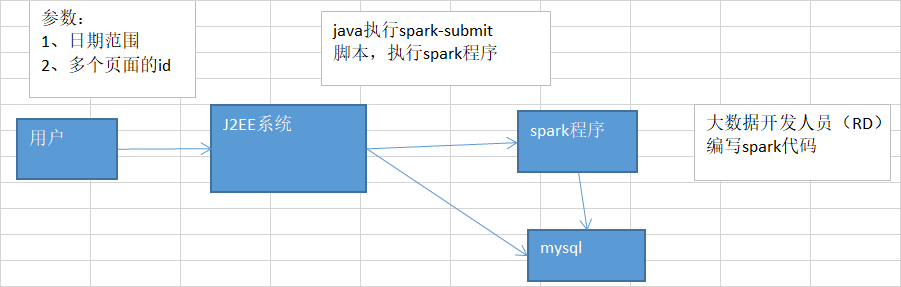 参数：
1、日期范围
2、多个页面的id
java执行spark-submit
脚本，执行spark程序
用户
J2EE系统
spark程序
大数据开发人员（RD）
编写spark代码
mysql